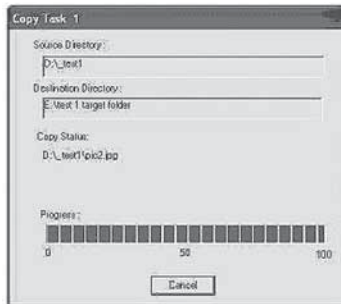 Copy Task 1
Source Directory:
D:\_test1
Destination Directory:
E:\test 1 target folder
Copy Status:
D:\_test1\pic2.jpg
Progress:
0 50 100
Cancel